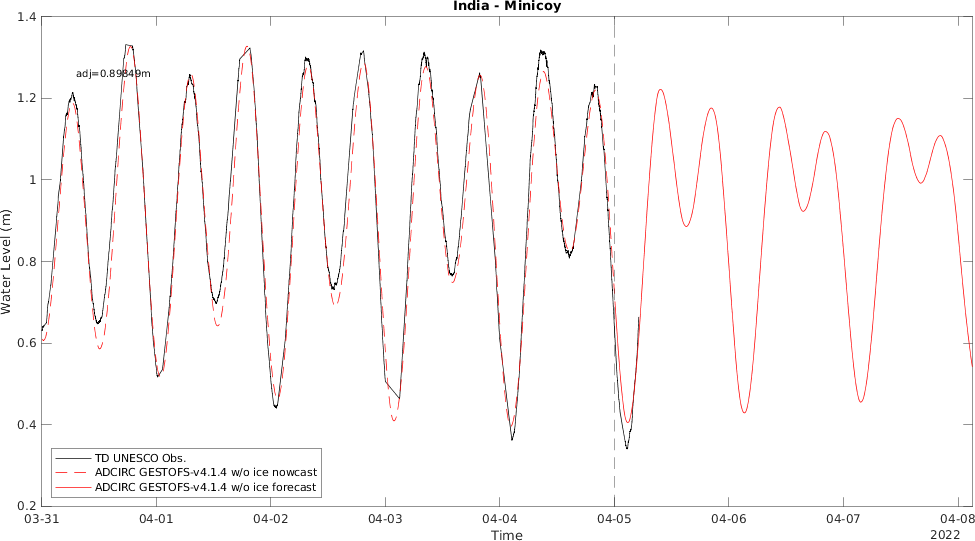 India - Minicoy
adj=0.89849m
Water Level (m)
1.4
1.2
1
0.8
0.6
0.4
0.2
TD UNESCO Obs.
ADCIRC GESTOFS-v4.1.4 w/o ice nowcast
ADCIRC GESTOFS-v4.1.4 w/o ice forecast
03-31 04-01 04-02 04-03 04-04 04-05 04-06 04-07 04-08
Time
2022